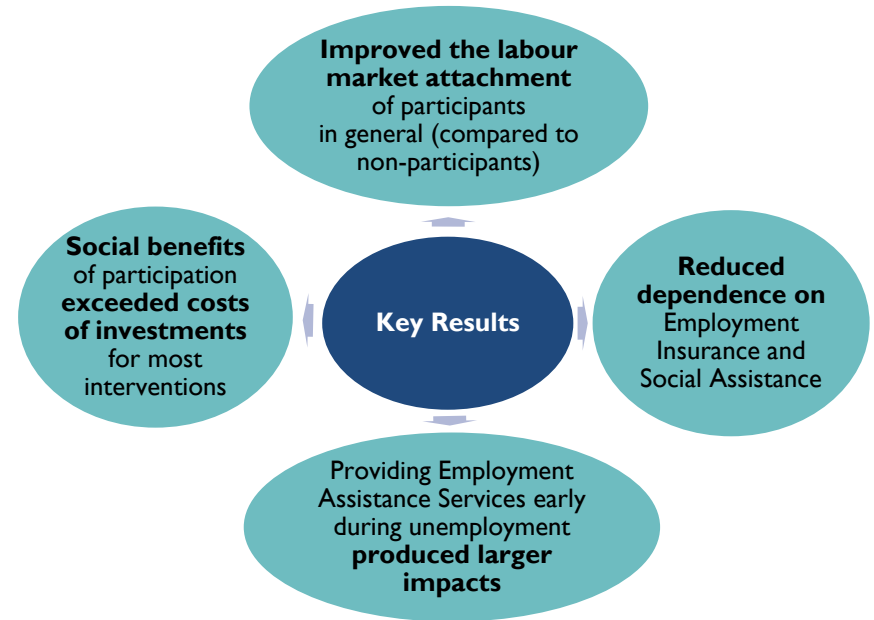 Improved the labour
market attachment
of participants
in general (compared to
non-participants)
Social benefits
of participation
exceeded costs
of investments
for most
interventions
Key Results
Reduced
dependence on
Employment
Insurance and
Social Assistance
Providing Employment
Assistance Services early
during unemployment
produced larger
impacts